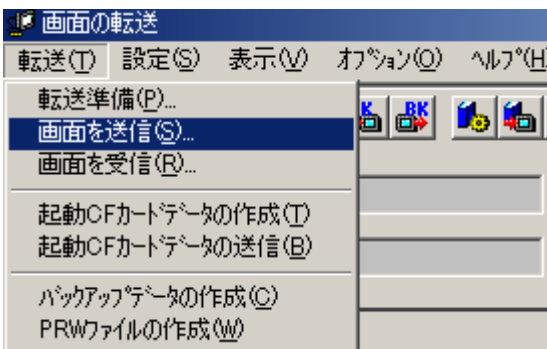 画面の転送
転送(T) 設定(S) 表示(V) ｵﾌﾟｼｮﾝ(O) ﾍﾙﾌﾟ(H
転送準備(P)...
画面を送信(S)...
画面を受信(R)...
起動CFｶｰﾄﾞﾃﾞｰﾀの作成(T)
起動CFｶｰﾄﾞﾃﾞｰﾀの送信(B)
ﾊﾞｯｸｱｯﾌﾟﾃﾞｰﾀの作成(C)
PRWﾌｧｲﾙの作成(W)
BK